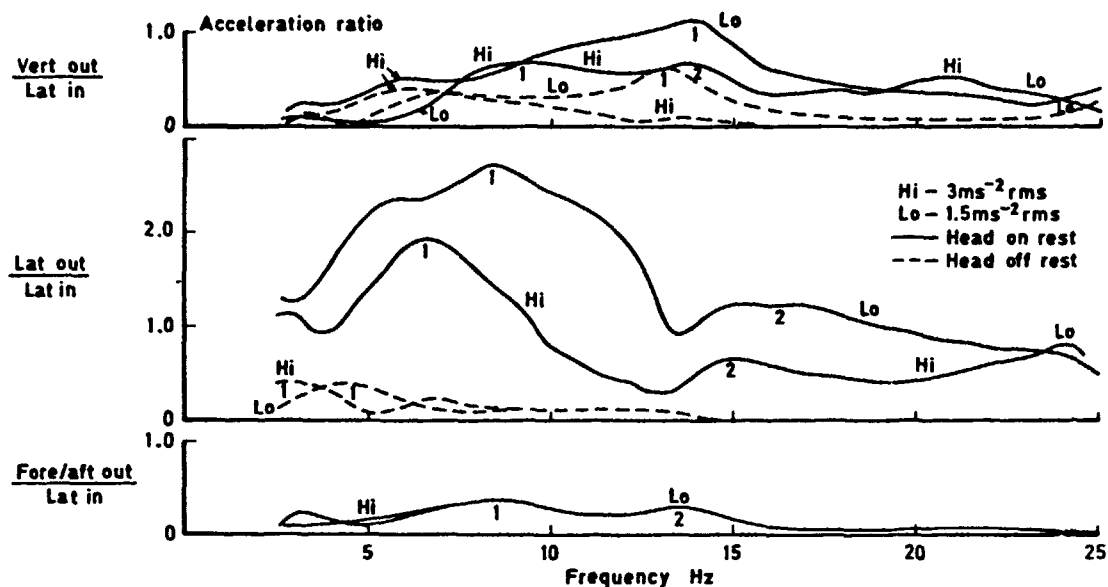 Acceleration ratio
Vert out
Lat in
1.0
0
Hi
Lo
Hi
1
Hi
Lo
Hi
1
2
1
Lo
Hi
Lo
Lo
Lat out
Lat in
2.0
1.0
0
1
1
Hi
2
2
Lo
Hi
Lo
Hi
1
Lo
1
Hi – 3ms⁻² rms
Lo – 1.5ms⁻² rms
Head on rest
Head off rest
Fore/aft out
Lat in
1.0
0
Hi
1
Lo
2
5
10
15
20
25
Frequency Hz